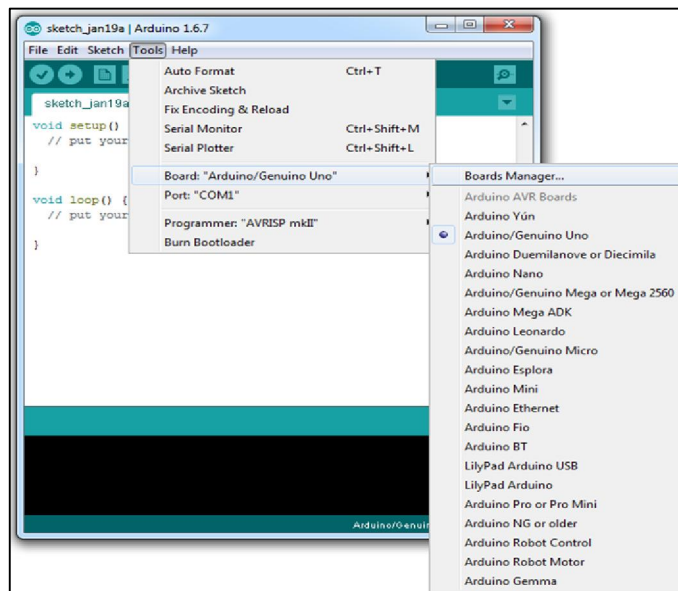 sketch_jan19a | Arduino 1.6.7
File Edit Sketch Tools Help
sketch_jan19a
void setup()
// put your
}
void loop() {
// put your
}
Auto Format Ctrl+T
Archive Sketch
Fix Encoding & Reload
Serial Monitor Ctrl+Shift+M
Serial Plotter Ctrl+Shift+L
Board: "Arduino/Genuino Uno"
Port: "COM1"
Programmer: "AVRISP mkII"
Burn Bootloader
Boards Manager...
Arduino AVR Boards
Arduino Yún
Arduino/Genuino Uno
Arduino Duemilanove or Diecimila
Arduino Nano
Arduino/Genuino Mega or Mega 2560
Arduino Mega ADK
Arduino Leonardo
Arduino/Genuino Micro
Arduino Esplora
Arduino Mini
Arduino Ethernet
Arduino Fio
Arduino BT
LilyPad Arduino USB
LilyPad Arduino
Arduino Pro or Pro Mini
Arduino NG or older
Arduino Robot Control
Arduino Robot Motor
Arduino Gemma
Arduino/Genui